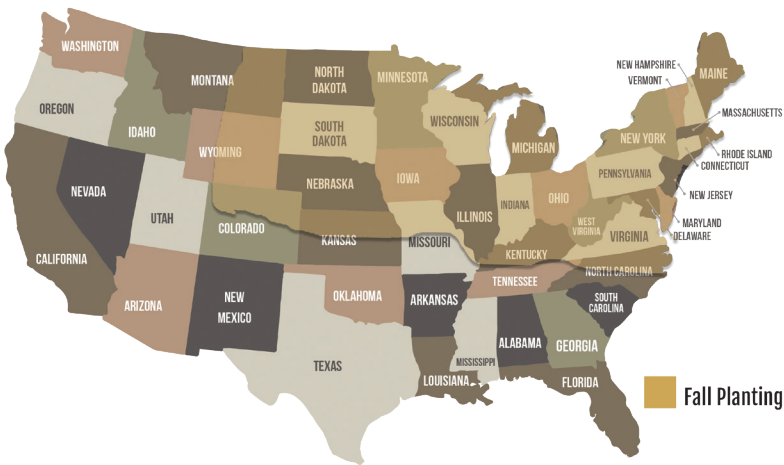 WASHINGTON
MONTANA
NORTH
DAKOTA
MINNESOTA
NEW HAMPSHIRE
VERMONT
MAINE
OREGON
IDAHO
WYOMING
SOUTH
DAKOTA
WISCONSIN
MICHIGAN
NEW YORK
MASSACHUSETTS
RHODE ISLAND
CONNECTICUT
NEVADA
UTAH
COLORADO
NEBRASKA
IOWA
ILLINOIS
INDIANA
OHIO
PENNSYLVANIA
NEW JERSEY
WEST
VIRGINIA
VIRGINIA
MARYLAND
DELAWARE
CALIFORNIA
KANSAS
MISSOURI
KENTUCKY
NORTH CAROLINA
ARIZONA
NEW
MEXICO
OKLAHOMA
ARKANSAS
TENNESSEE
SOUTH
CAROLINA
TEXAS
LOUISIANA
MISSISSIPPI
ALABAMA
GEORGIA
FLORIDA
Fall Planting